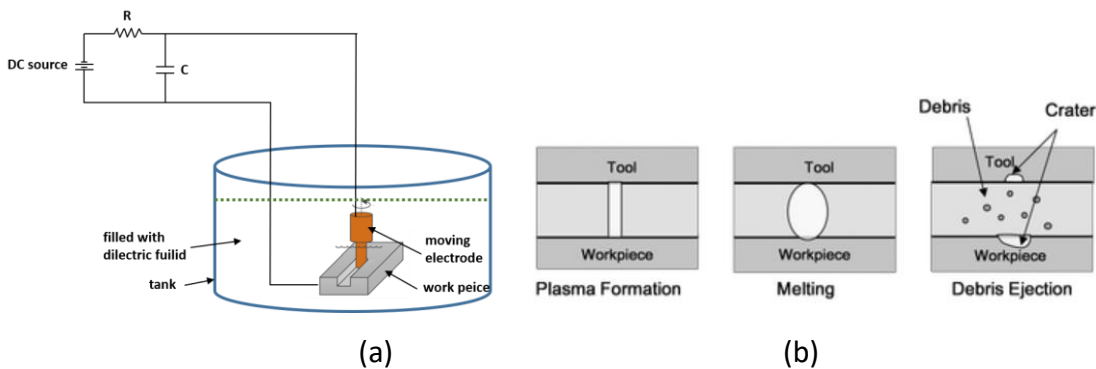 R
DC source
C
filled with
dilectric fuilid
tank
moving
electrode
work peice
(a)
Tool
Workpiece
Plasma Formation
Tool
Workpiece
Melting
Debris
Crater
Tool
Workpiece
Debris Ejection
(b)